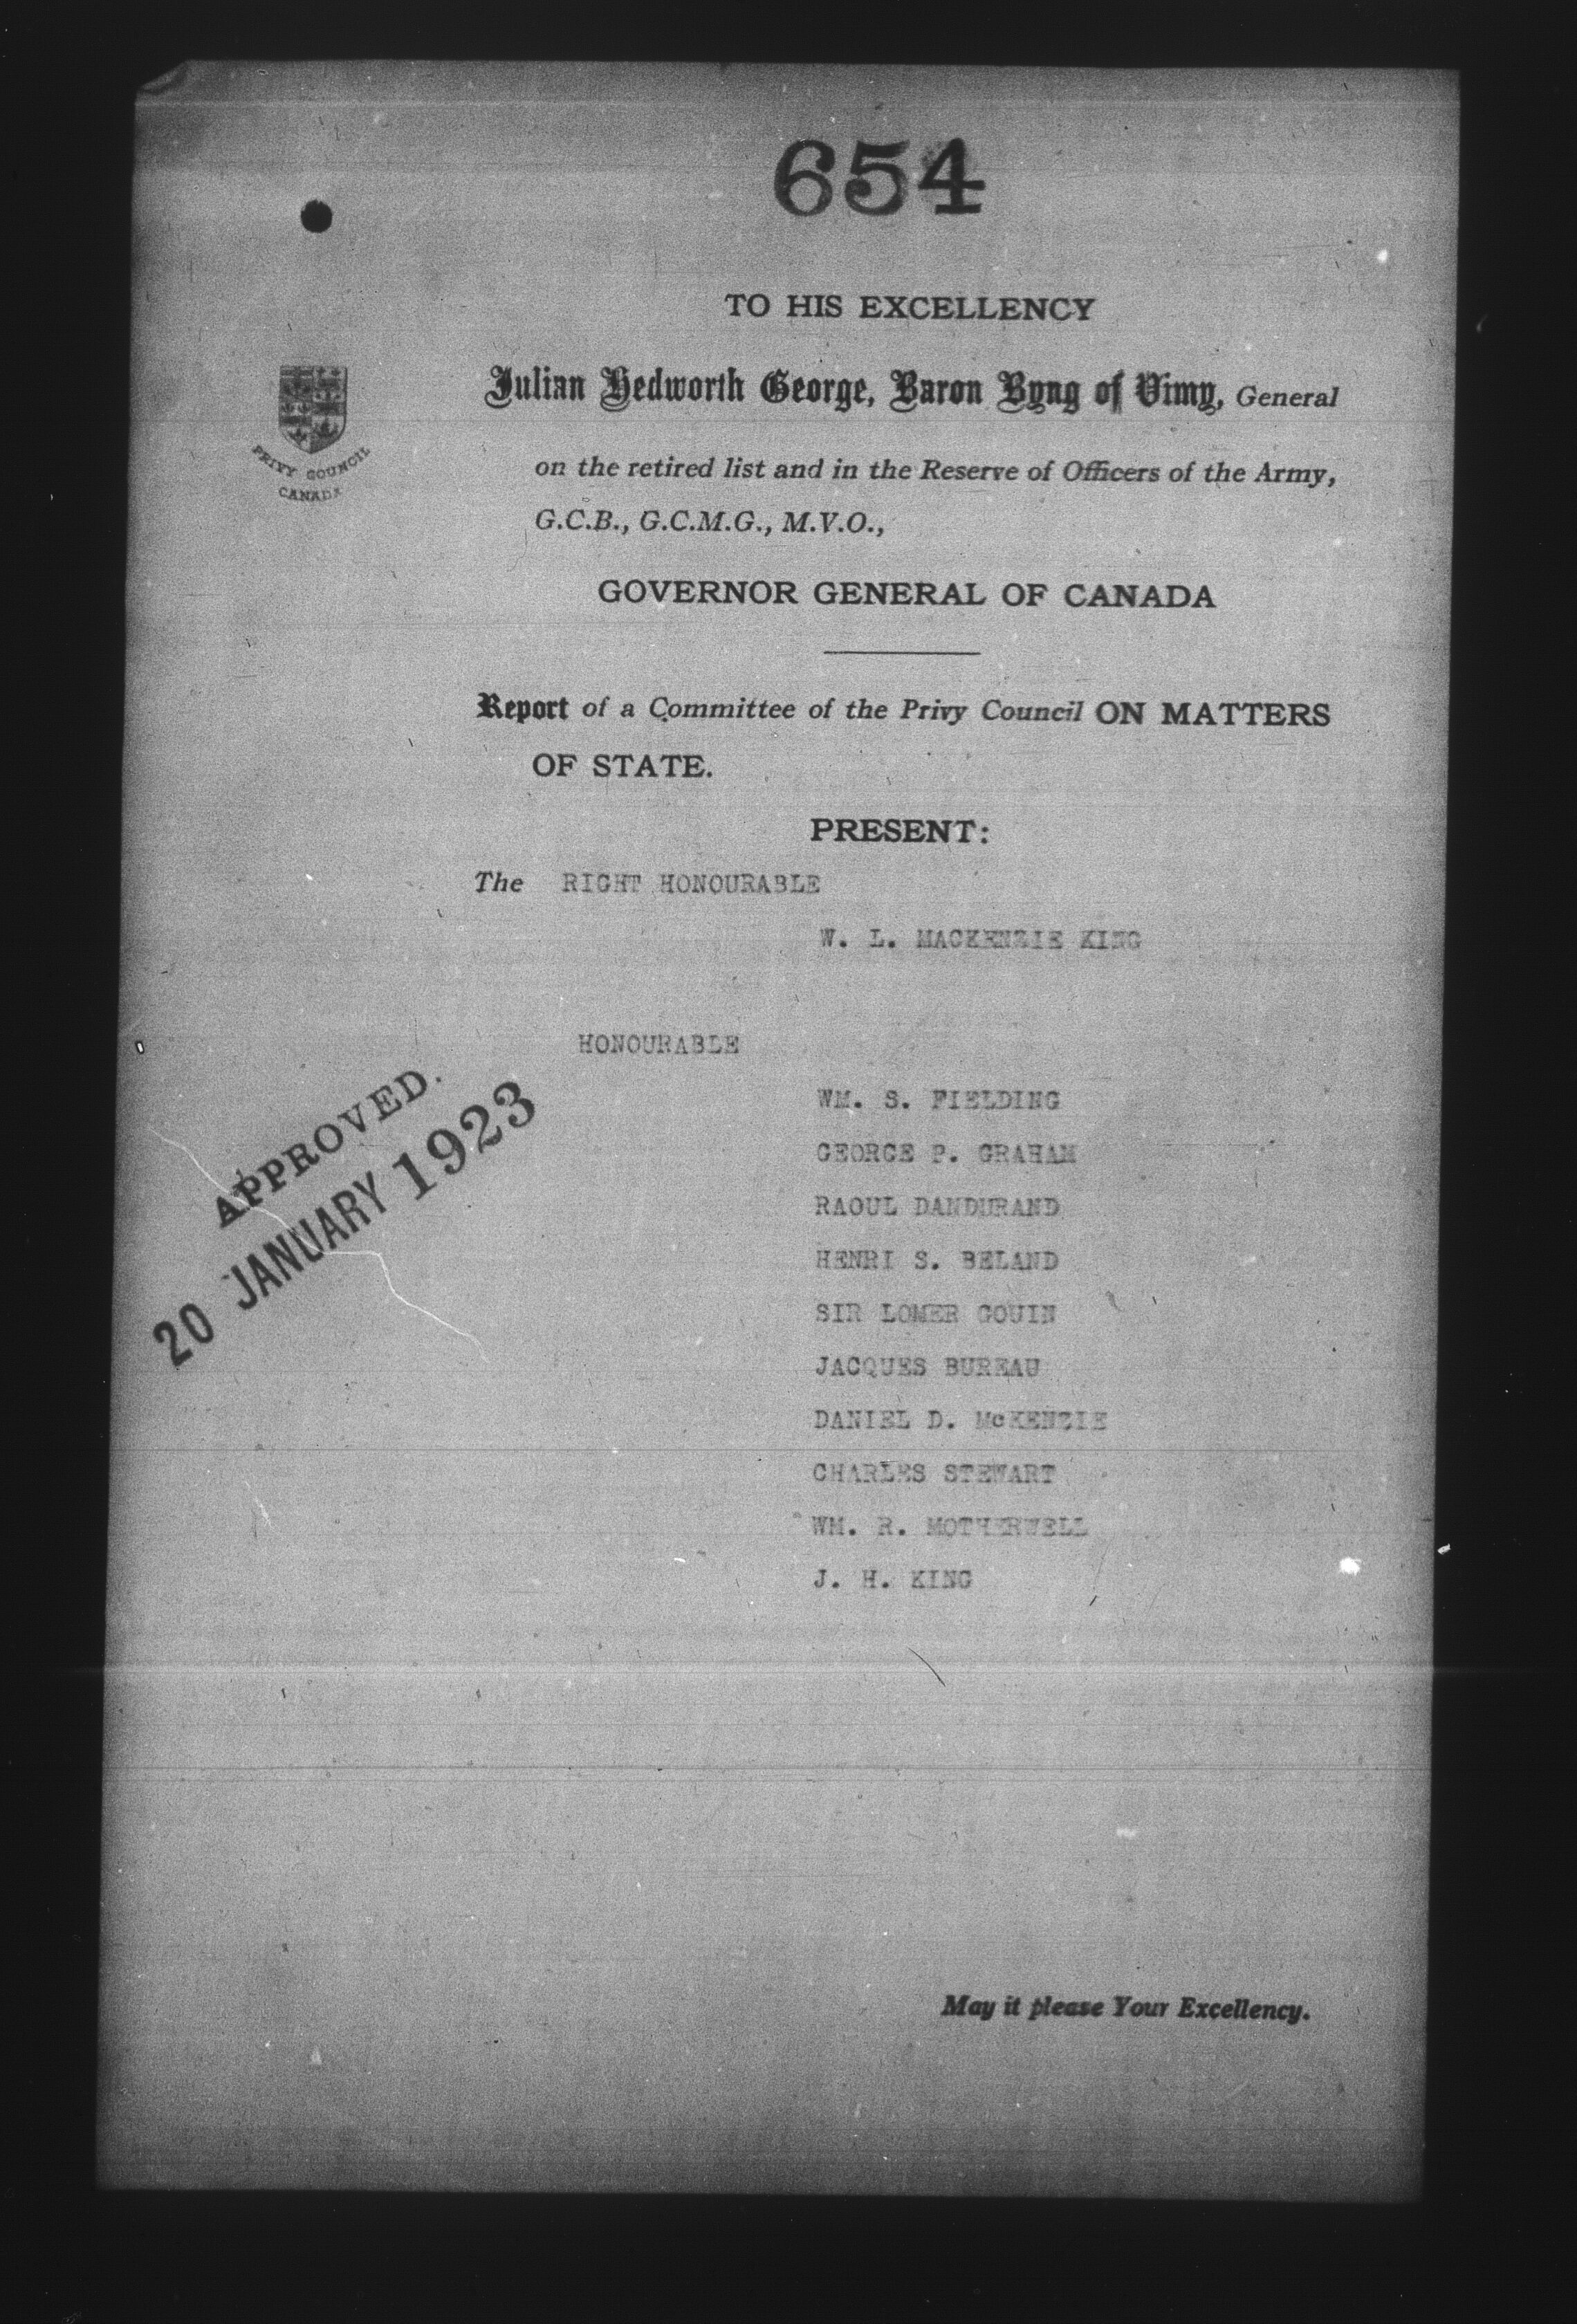 654
TO HIS EXCELLENCY
Julian Hedworth George, Baron Byng of Vimy, General
on the retired list and in the Reserve of Officers of the Army,
G.C.B., G.C.M.G., M.V.O.,
PRIVY COUNCIL
CANADA
GOVERNOR GENERAL OF CANADA
Report of a Committee of the Privy Council ON MATTERS
OF STATE.
PRESENT:
The RIGHT HONOURABLE
W. L. MACKENZIE KING
HONOURABLE
APPROVED.
20 JANUARY 1923
WM. S. FIELDING
GEORGE P. GRAHAM
RAOUL DANDURAND
HENRI S. BELAND
SIR LOMER GOUIN
JACQUES BUREAU
DANIEL D. McKENZIE
CHARLES STEWART
WM. R. MOTHERWELL
J. H. KING
May it please Your Excellency.